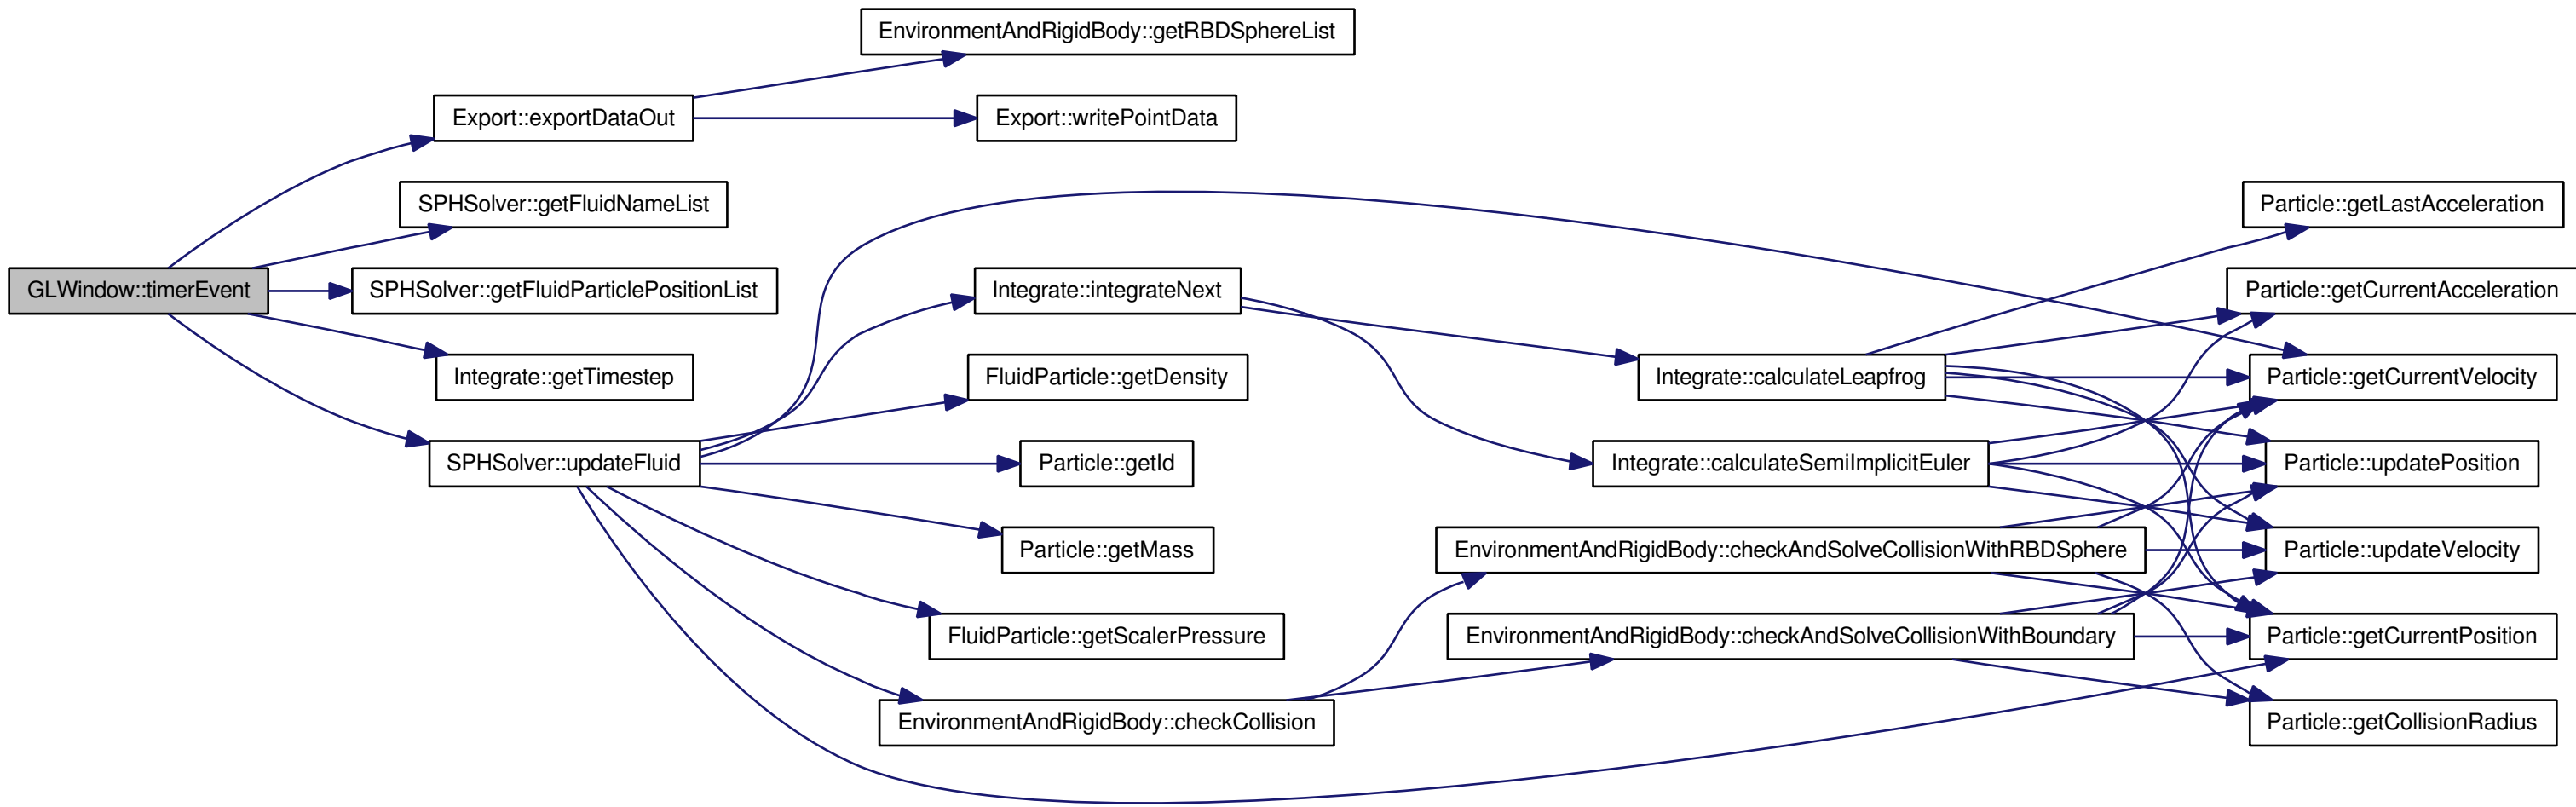 EnvironmentAndRigidBody::getRBDSphereList
Export::exportDataOut
Export::writePointData
SPHSolver::getFluidNameList
Particle::getLastAcceleration
GLWindow::timerEvent
SPHSolver::getFluidParticlePositionList
Integrate::integrateNext
Particle::getCurrentAcceleration
Integrate::getTimestep
FluidParticle::getDensity
Integrate::calculateLeapfrog
Particle::getCurrentVelocity
SPHSolver::updateFluid
Particle::getId
Integrate::calculateSemiImplicitEuler
Particle::updatePosition
Particle::getMass
EnvironmentAndRigidBody::checkAndSolveCollisionWithRBDSphere
Particle::updateVelocity
FluidParticle::getScalerPressure
EnvironmentAndRigidBody::checkAndSolveCollisionWithBoundary
Particle::getCurrentPosition
EnvironmentAndRigidBody::checkCollision
Particle::getCollisionRadius